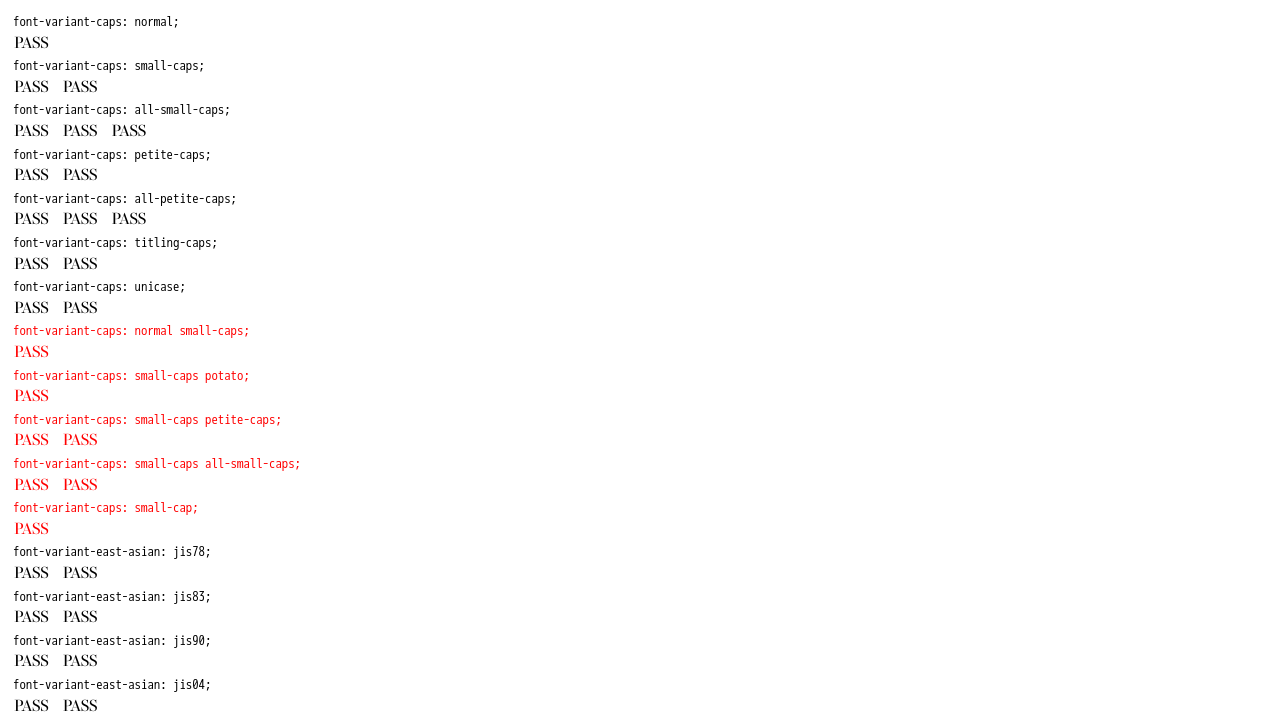 font-variant-caps: normal;
PASS
font-variant-caps: small-caps;
PASS PASS
font-variant-caps: all-small-caps;
PASS PASS PASS
font-variant-caps: petite-caps;
PASS PASS
font-variant-caps: all-petite-caps;
PASS PASS PASS
font-variant-caps: titling-caps;
PASS PASS
font-variant-caps: unicase;
PASS PASS
font-variant-caps: normal small-caps;
PASS
font-variant-caps: small-caps potato;
PASS
font-variant-caps: small-caps petite-caps;
PASS PASS
font-variant-caps: small-caps all-small-caps;
PASS PASS
font-variant-caps: small-cap;
PASS
font-variant-east-asian: jis78;
PASS PASS
font-variant-east-asian: jis83;
PASS PASS
font-variant-east-asian: jis90;
PASS PASS
font-variant-east-asian: jis04;
PASS PASS